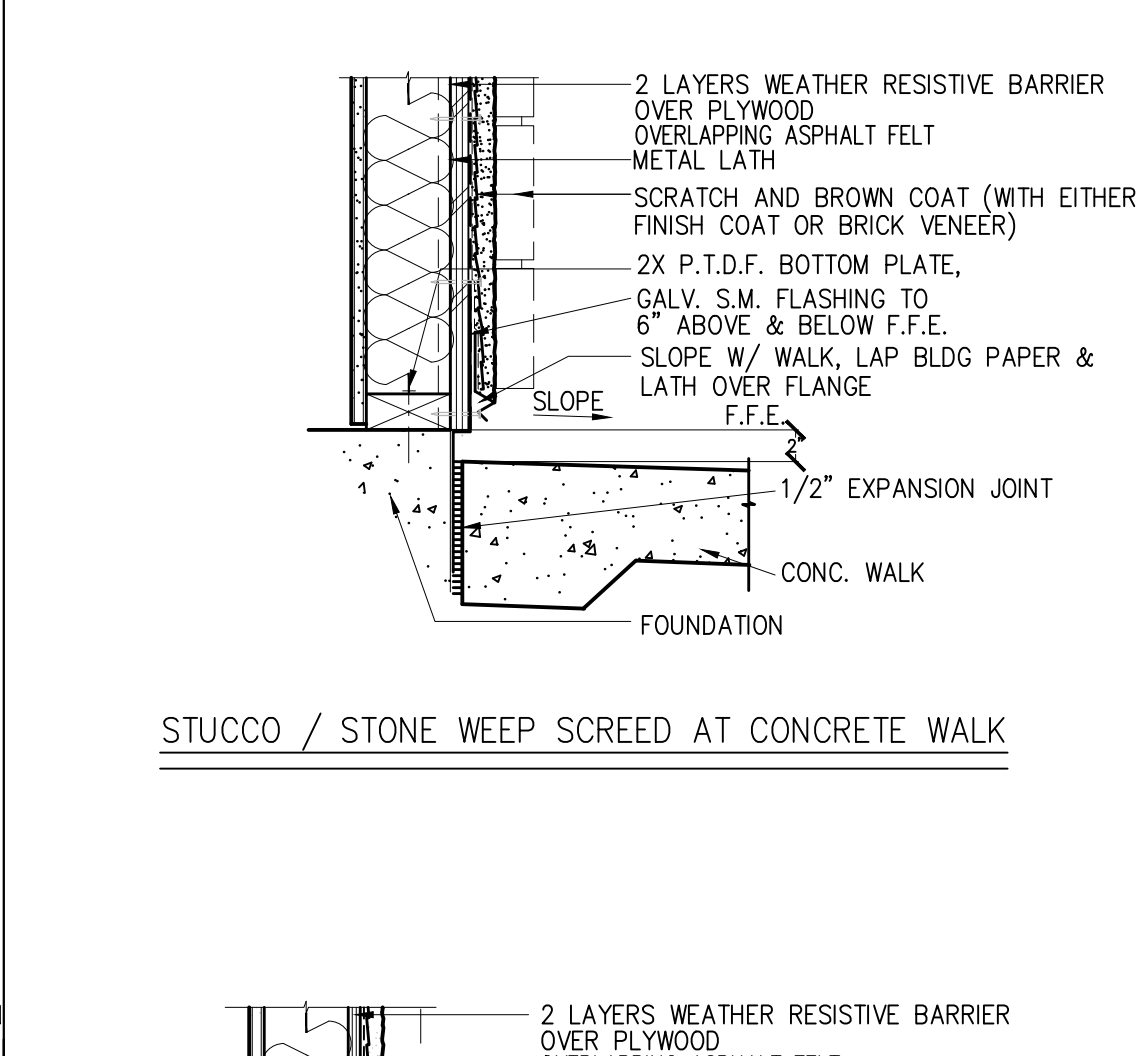 2 LAYERS WEATHER RESISTIVE BARRIER
OVER PLYWOOD
OVERLAPPING ASPHALT FELT
METAL LATH
SCRATCH AND BROWN COAT (WITH EITHER
FINISH COAT OR BRICK VENEER)
2X P.T.D.F. BOTTOM PLATE,
GALV. S.M. FLASHING TO
6" ABOVE & BELOW F.F.E.
SLOPE W/ WALK, LAP BLDG PAPER &
LATH OVER FLANGE
SLOPE
F.F.E.
2"
1/2" EXPANSION JOINT
CONC. WALK
FOUNDATION
STUCCO / STONE WEEP SCREED AT CONCRETE WALK
2 LAYERS WEATHER RESISTIVE BARRIER
OVER PLYWOOD
OVERLAPPING ASPHALT FELT